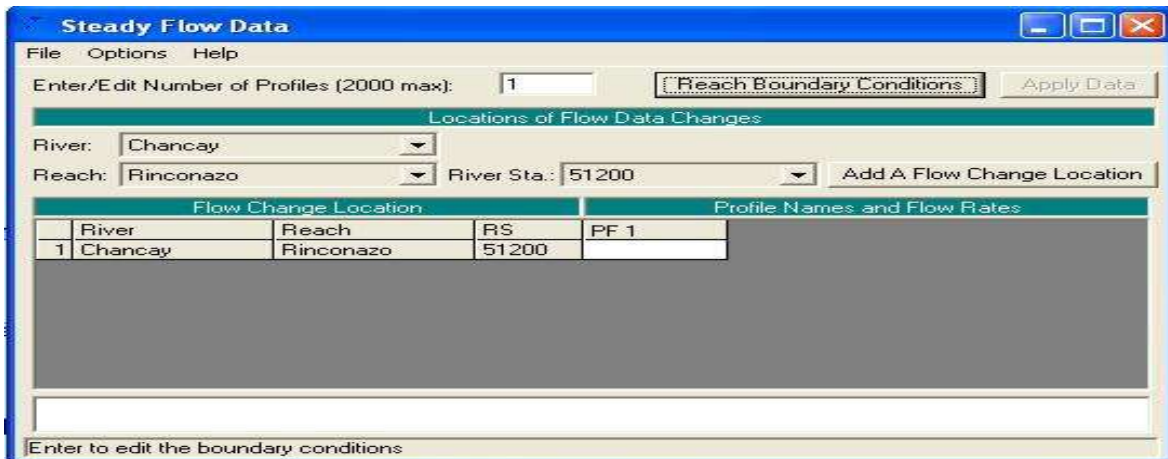 Steady Flow Data
File Options Help
Enter/Edit Number of Profiles (2000 max): 1 Reach Boundary Conditions Apply Data
Locations of Flow Data Changes
River: Chancay
Reach: Rinconazo River Sta.: 51200 Add A Flow Change Location
Flow Change Location Profile Names and Flow Rates
River Reach RS PF 1
1 Chancay Rinconazo 51200
Enter to edit the boundary conditions